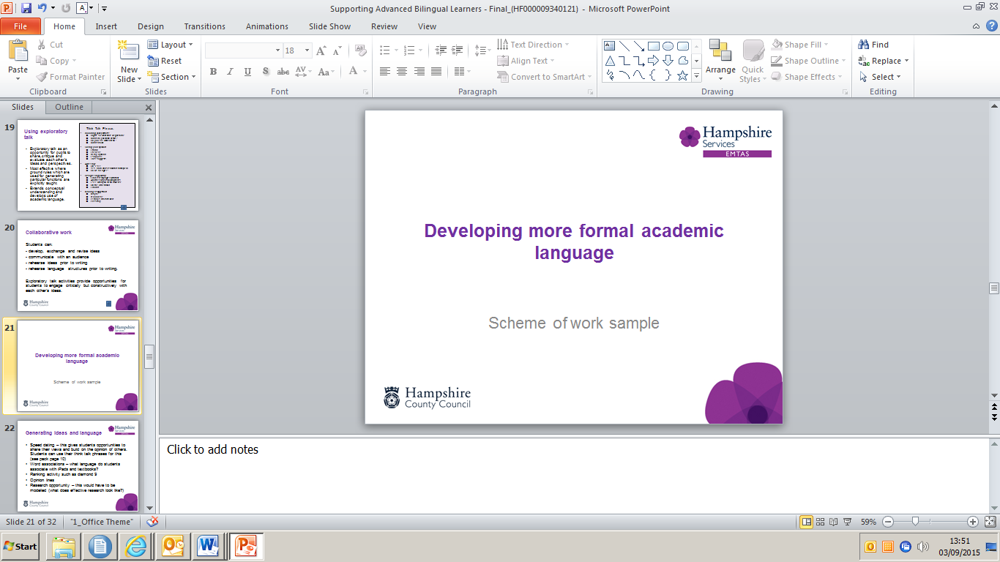 Supporting Advanced Bilingual Learners - Final_(HF000009340121) - Microsoft PowerPoint
File Home Insert Design Transitions Animations Slide Show Review View
Paste
Cut
Copy
Format Painter
Clipboard
New Slide
Layout
Reset
Section
Slides
18
B I U S abc AV Aa A
Font
Text Direction
Align Text
Convert to SmartArt
Paragraph
Arrange
Quick Styles
Shape Fill
Shape Outline
Shape Effects
Drawing
Find
Replace
Select
Editing
Slides Outline
19
Using exploratory
talk
Exploratory talk as an
opportunity for pupils to
share, critique and
evaluate each other's
ideas and perspectives.
Most effective where
ground rules which are
used for generating
particular functions are
explicitly taught.
Extends conceptual
understanding and
develops use of
academic language.
Think Talk Phrases
20
Hampshire
Services
EMTAS
Collaborative work
Students can:
- develop, exchange and revise ideas
- communicate with an audience
- rehearse ideas prior to writing
- rehearse language structures prior to writing.
Exploratory talk activities provide opportunities for
students to engage critically but constructively with
each other's ideas.
Hampshire
County Council
21
Hampshire
Services
EMTAS
Developing more formal academic
language
Scheme of work sample
Hampshire
County Council
22
Hampshire
Services
EMTAS
Generating ideas and language
• Speed dating – this gives students opportunities to
share their views and build on the opinion of others.
Students can use their think talk phrases for this
(see pack page 10)
• Word associations – what language do students
associate with iPads and textbooks?
• Ranking activity such as diamond 9
• Opinion lines
• Research opportunity – this would have to be
modelled (what does effective research look like?)
Hampshire
County Council
Hampshire
Services
EMTAS
Developing more formal academic
language
Scheme of work sample
Hampshire
County Council
Click to add notes
Slide 21 of 32 "1_Office Theme" 59%
Start
13:51
03/09/2015